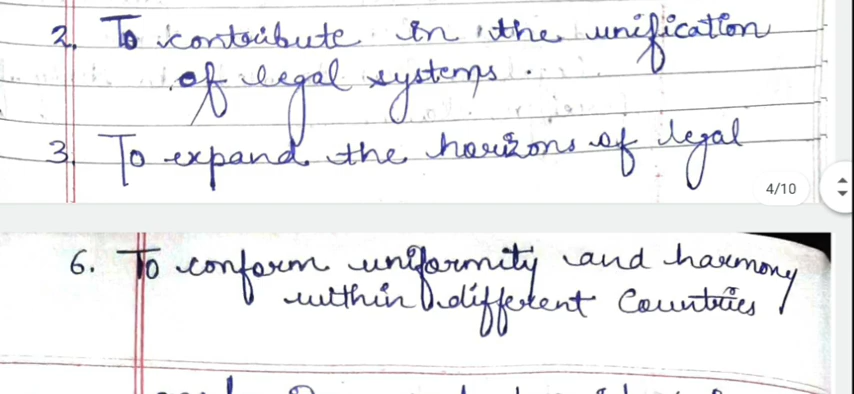 2. To contribute in the unification
of legal systems.
3. To expand the horizons of legal
4/10
6. To conform uniformity and harmony
within different Countries